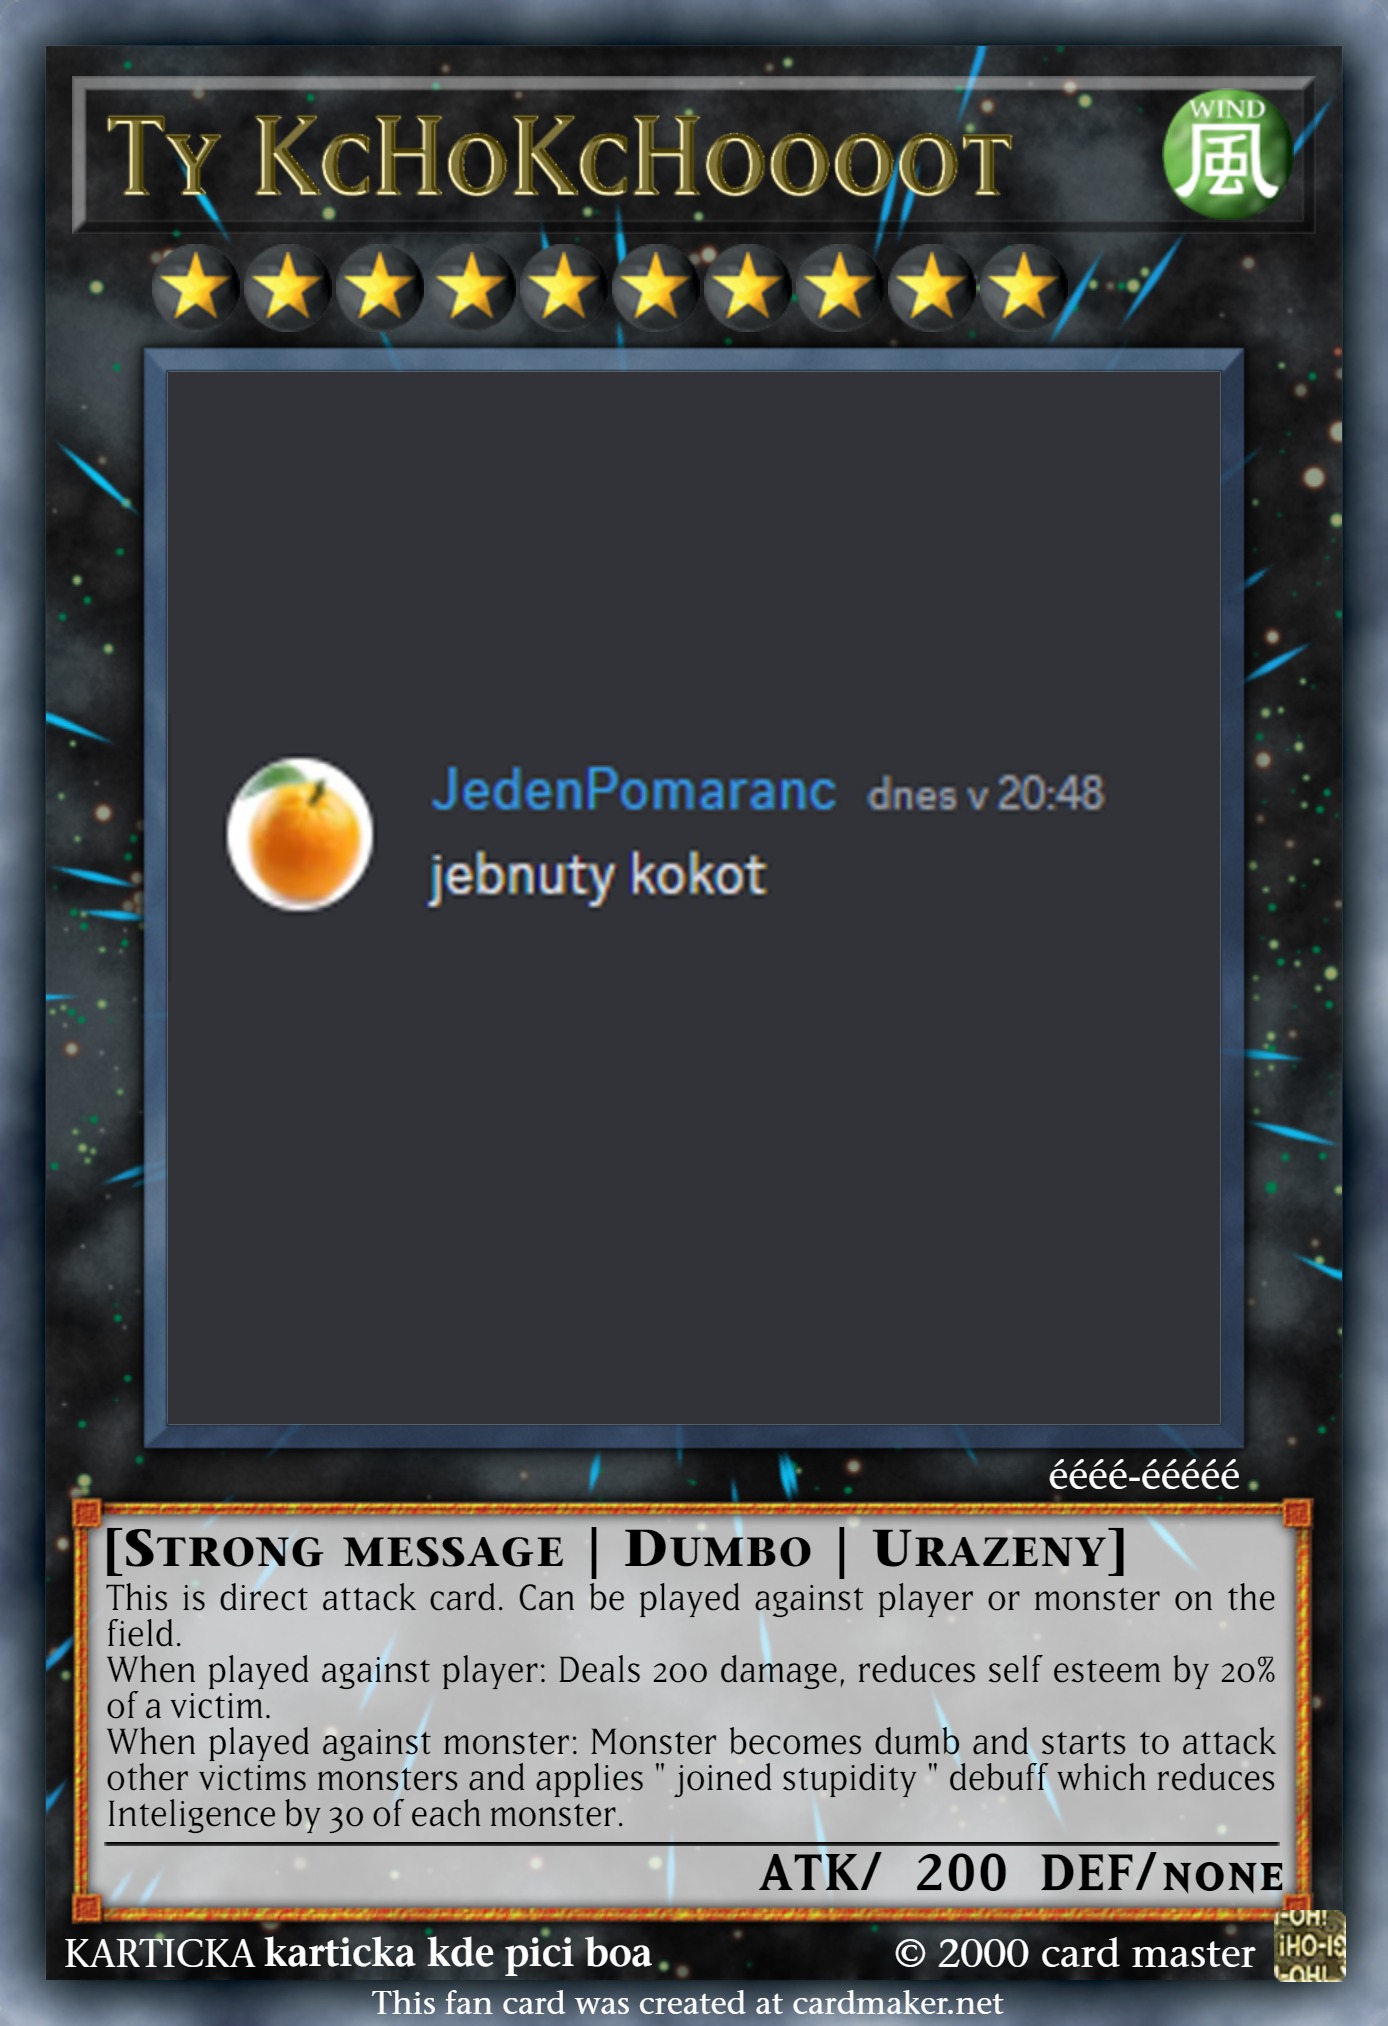 Ty KcHoKcHoooot
WIND
風
JedenPomaranc dnes v 20:48
jebnuty kokot
éééé-ééééé
[Strong message | Dumbo | Urazeny]
This is direct attack card. Can be played against player or monster on the
field.
When played against player: Deals 200 damage, reduces self esteem by 20%
of a victim.
When played against monster: Monster becomes dumb and starts to attack
other victims monsters and applies " joined stupidity " debuff which reduces
Inteligence by 30 of each monster.
ATK/ 200 DEF/none
KARTICKA karticka kde pici boa
© 2000 card master
This fan card was created at cardmaker.net